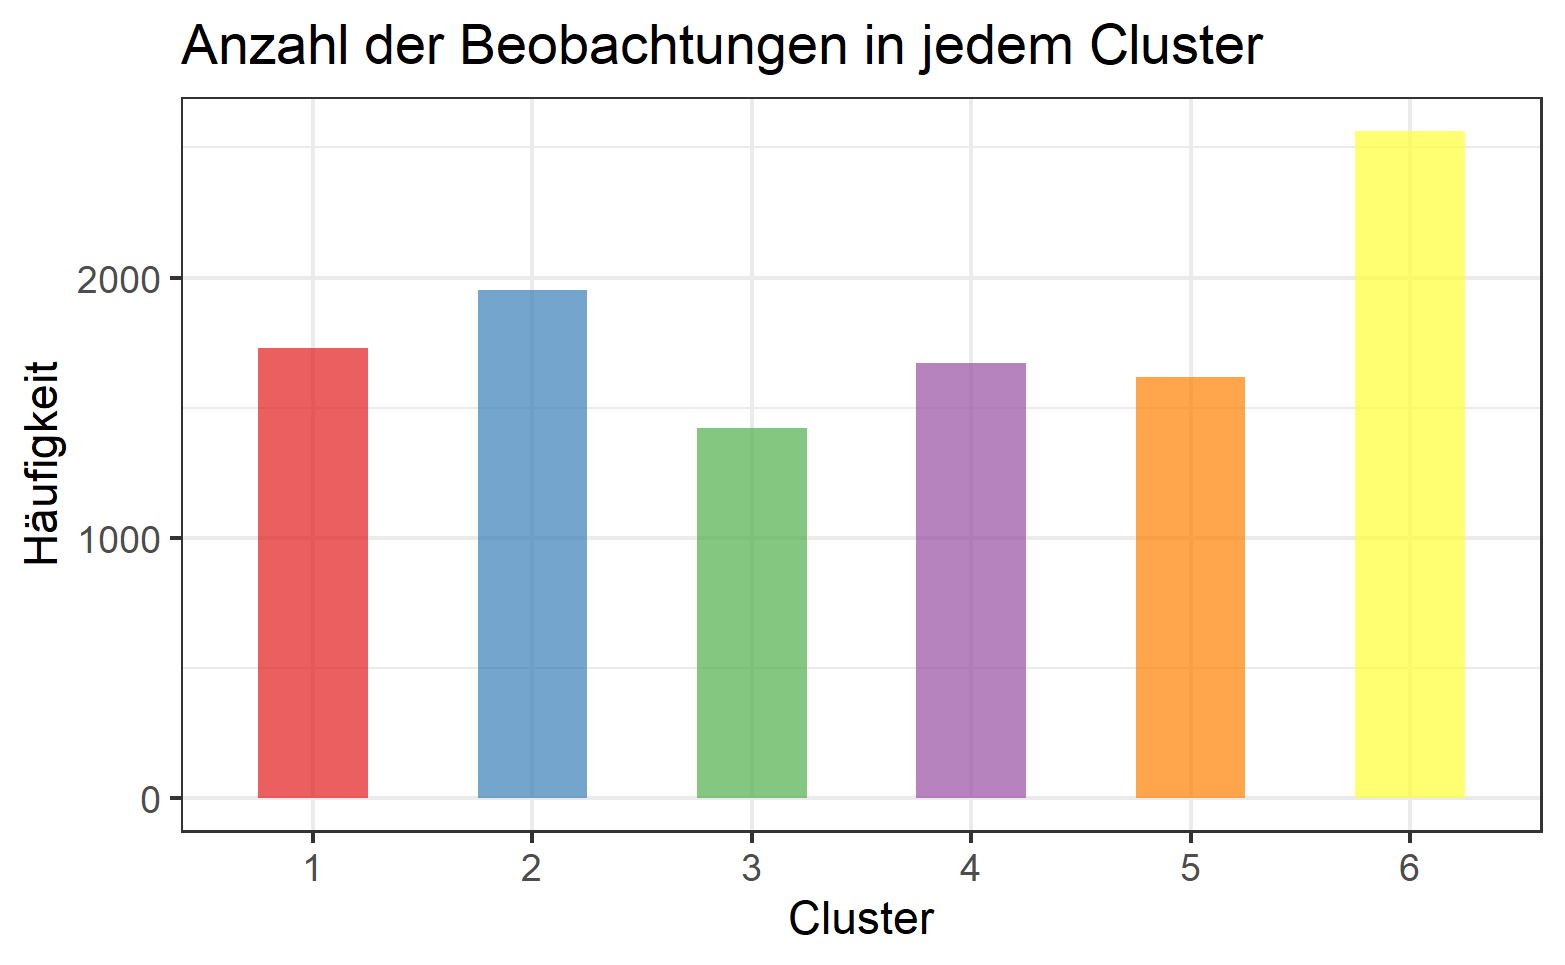 Anzahl der Beobachtungen in jedem Cluster
Häufigkeit
2000
1000
0
1 2 3 4 5 6
Cluster